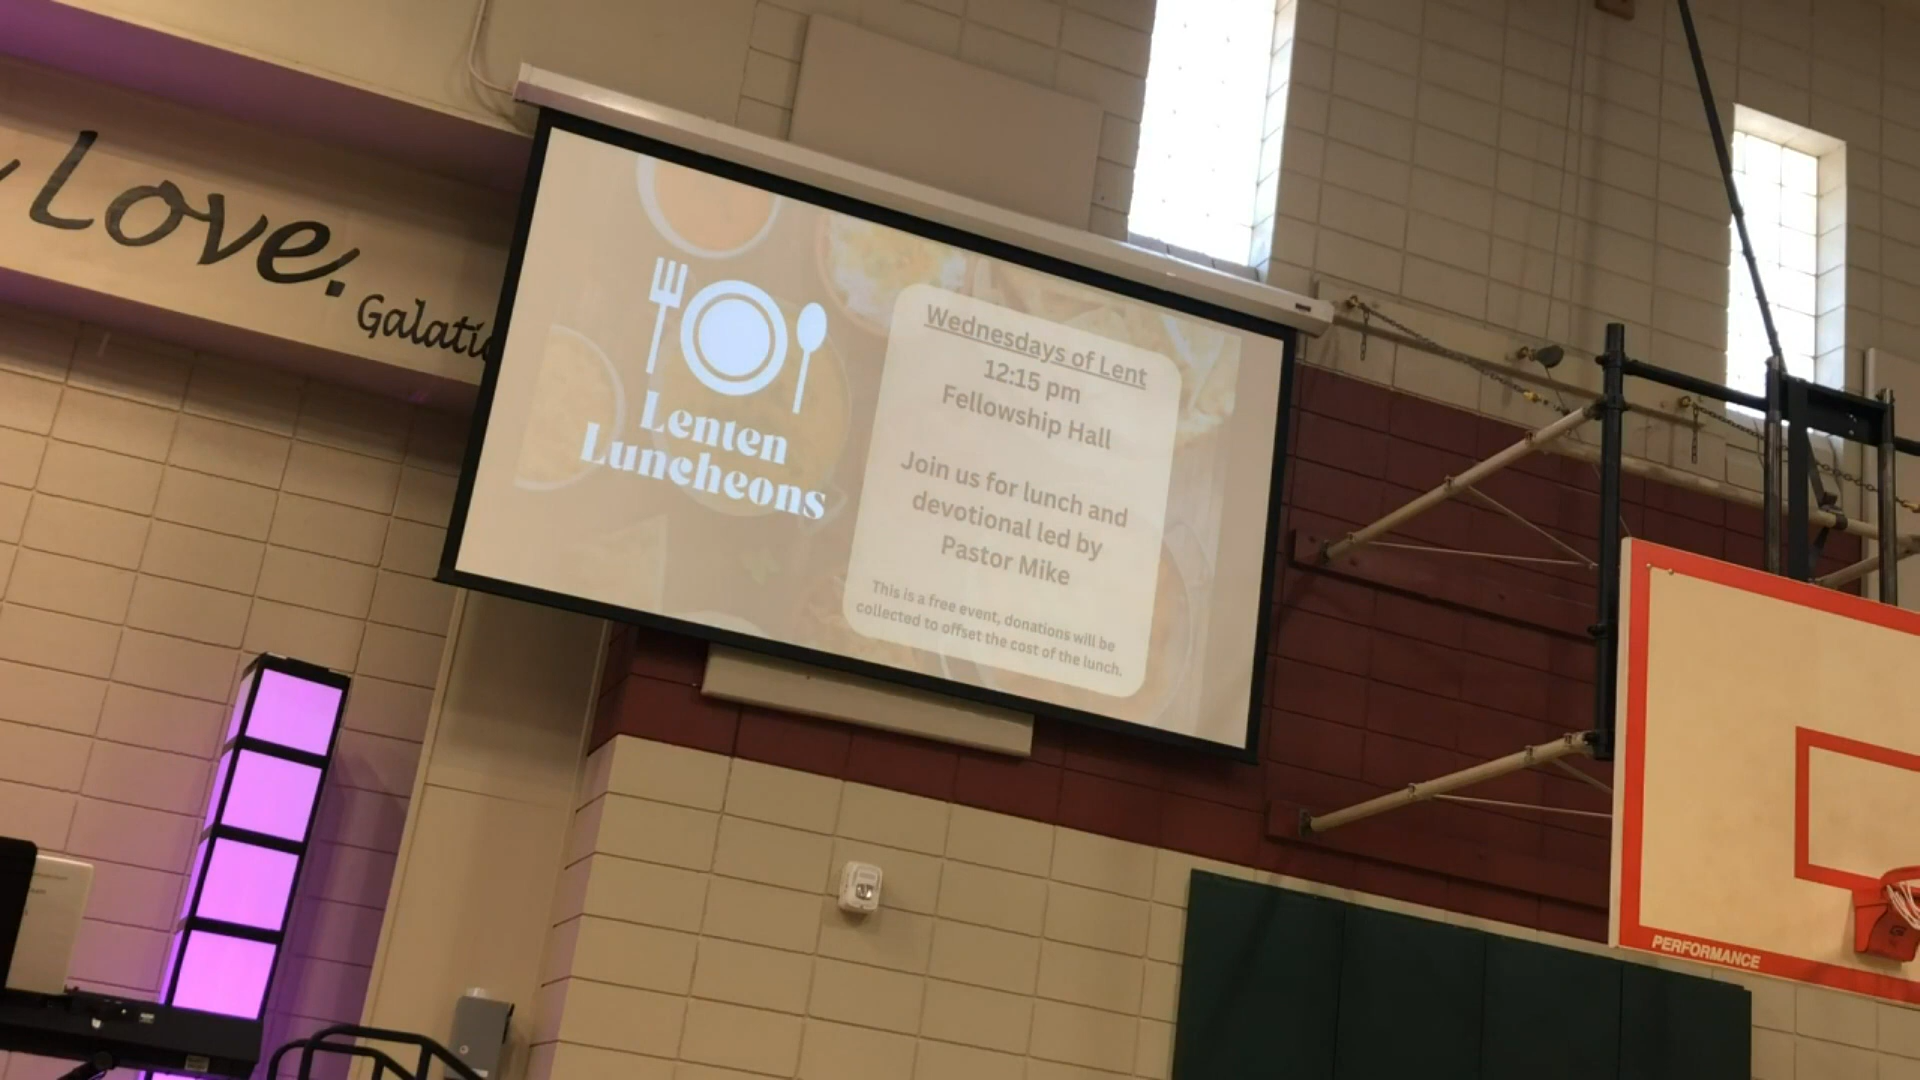 Love.
Galati
Lenten
Luncheons
Wednesdays of Lent
12:15 pm
Fellowship Hall
Join us for lunch and
devotional led by
Pastor Mike
This is a free event, donations will be
collected to offset the cost of the lunch.
PERFORMANCE